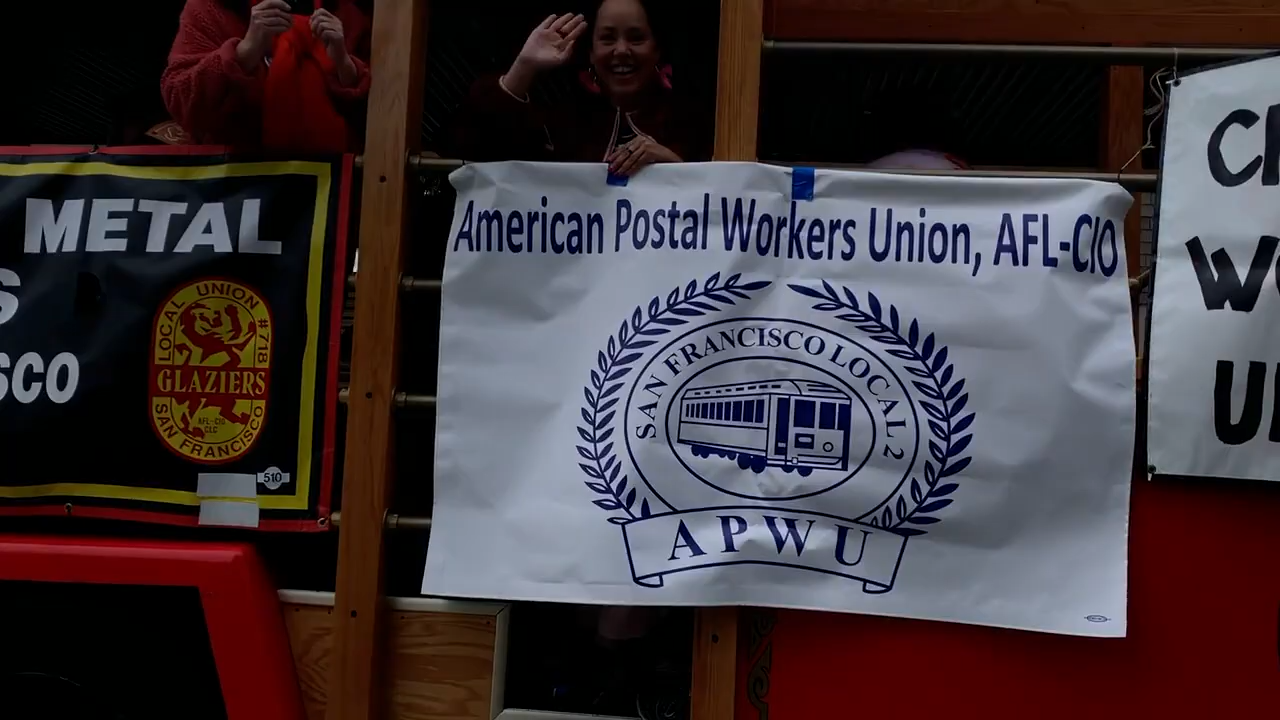 METAL
S
SCO
LOCAL UNION #718
GLAZIERS
AFL-CIO
CLC
SAN FRANCISCO
510
American Postal Workers Union, AFL-CIO
SAN FRANCISCO LOCAL 2
APWU
W
U